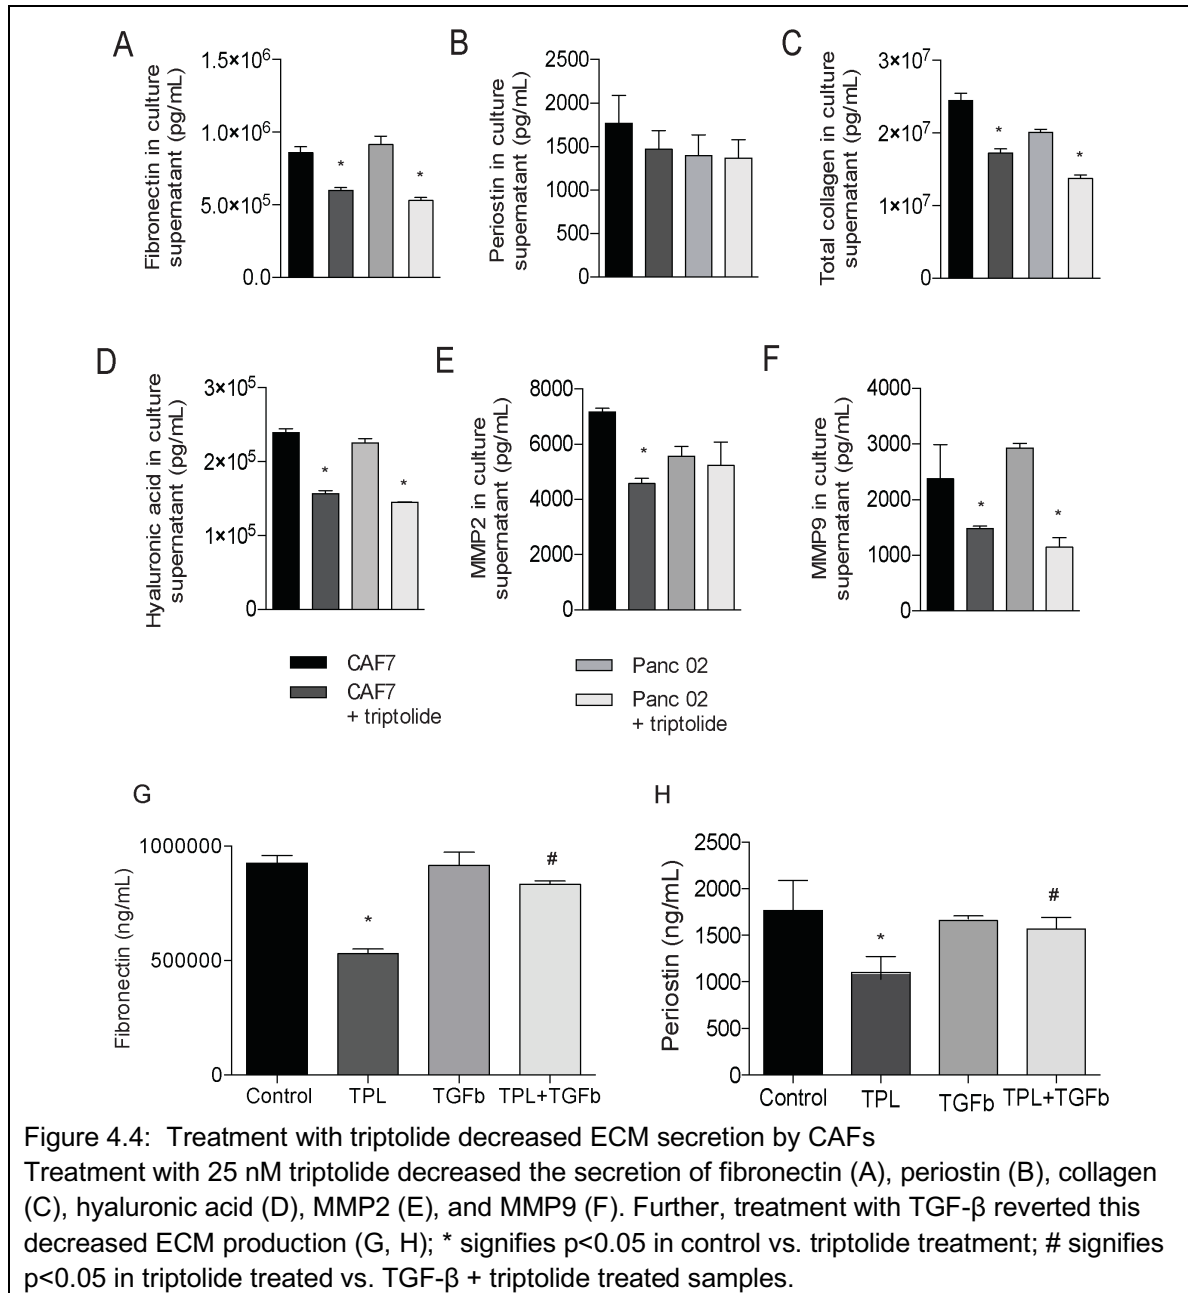 A
Fibronectin in culture
supernatant (pg/mL)
1.5×10⁶
1.0×10⁶
5.0×10⁵
0.0
*
*
B
Periostin in culture
supernatant (pg/mL)
2500
2000
1500
1000
500
0
C
Total collagen in culture
supernatant (pg/mL)
3×10⁷
2×10⁷
1×10⁷
0
*
*
D
Hyaluronic acid in culture
supernatant (pg/mL)
3×10⁵
2×10⁵
1×10⁵
0
*
*
E
MMP2 in culture
supernatant (pg/mL)
8000
6000
4000
2000
0
*
F
MMP9 in culture
supernatant (pg/mL)
4000
3000
2000
1000
0
*
*
CAF7
CAF7
+ triptolide
Panc 02
Panc 02
+ triptolide
G
Fibronectin (ng/mL)
1000000
500000
0
*
#
Control TPL TGFb TPL+TGFb
H
Periostin (ng/mL)
2500
2000
1500
1000
500
0
*
#
Control TPL TGFb TPL+TGFb
Figure 4.4: Treatment with triptolide decreased ECM secretion by CAFs
Treatment with 25 nM triptolide decreased the secretion of fibronectin (A), periostin (B), collagen
(C), hyaluronic acid (D), MMP2 (E), and MMP9 (F). Further, treatment with TGF-β reverted this
decreased ECM production (G, H); * signifies p<0.05 in control vs. triptolide treatment; # signifies
p<0.05 in triptolide treated vs. TGF-β + triptolide treated samples.